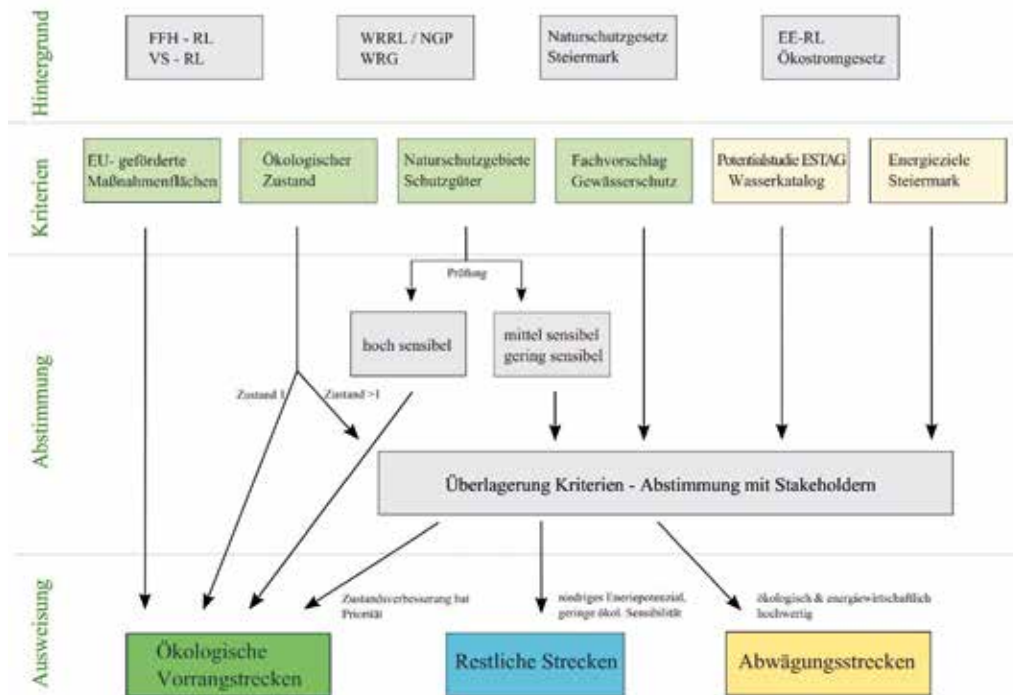 Hintergrund
FFH - RL
VS - RL
WRRL / NGP
WRG
Naturschutzgesetz
Steiermark
EE-RL
Ökostromgesetz
Kriterien
EU- geförderte
Maßnahmenflächen
Ökologischer
Zustand
Naturschutzgebiete
Schutzgüter
Fachvorschlag
Gewässerschutz
Potentialstudie ESTAG
Wasserkatalog
Energieziele
Steiermark
Abstimmung
Prüfung
hoch sensibel
mittel sensibel
gering sensibel
Zustand 1
Zustand >1
Überlagerung Kriterien - Abstimmung mit Stakeholdern
Ausweisung
Zustandsverbesserung hat
Priorität
niedriges Eneriepotenzial,
geringe ökol. Sensibilität
ökologisch & energiewirtschaftlich
hochwertig
Ökologische
Vorrangstrecken
Restliche Strecken
Abwägungsstrecken